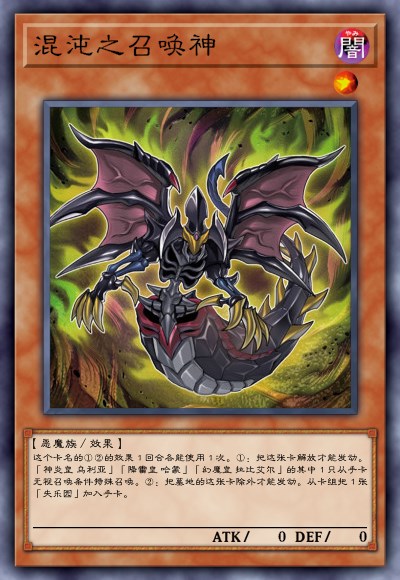 混沌之召唤神
やみ
闇
【恶魔族／效果】
这个卡名的①②的效果1回合各能使用1次。①：把这张卡解放才能发动。
「神炎皇 乌利亚」「降雷皇 哈蒙」「幻魔皇 拉比艾尔」的其中1只从手卡
无视召唤条件特殊召唤。②：把墓地的这张卡除外才能发动。从卡组把1张
「失乐园」加入手卡。
ATK/ 0 DEF/ 0